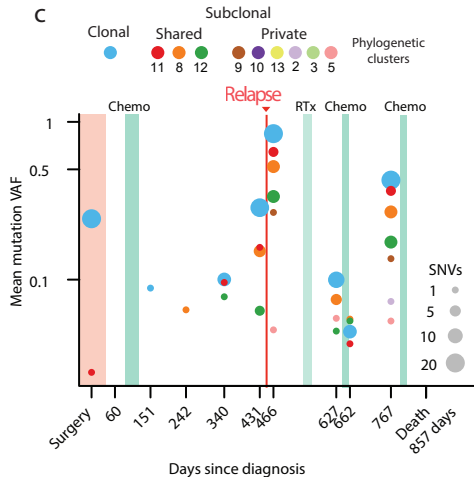 C
Subclonal
Clonal Shared Private
Phylogenetic clusters
11 8 12 9 10 13 2 3 5
Relapse
Chemo RTx Chemo Chemo
Mean mutation VAF
1
0.5
0.1
SNVs
1
5
10
20
Surgery 60 151 242 340 431 466 627 662 767 Death 857 days
Days since diagnosis